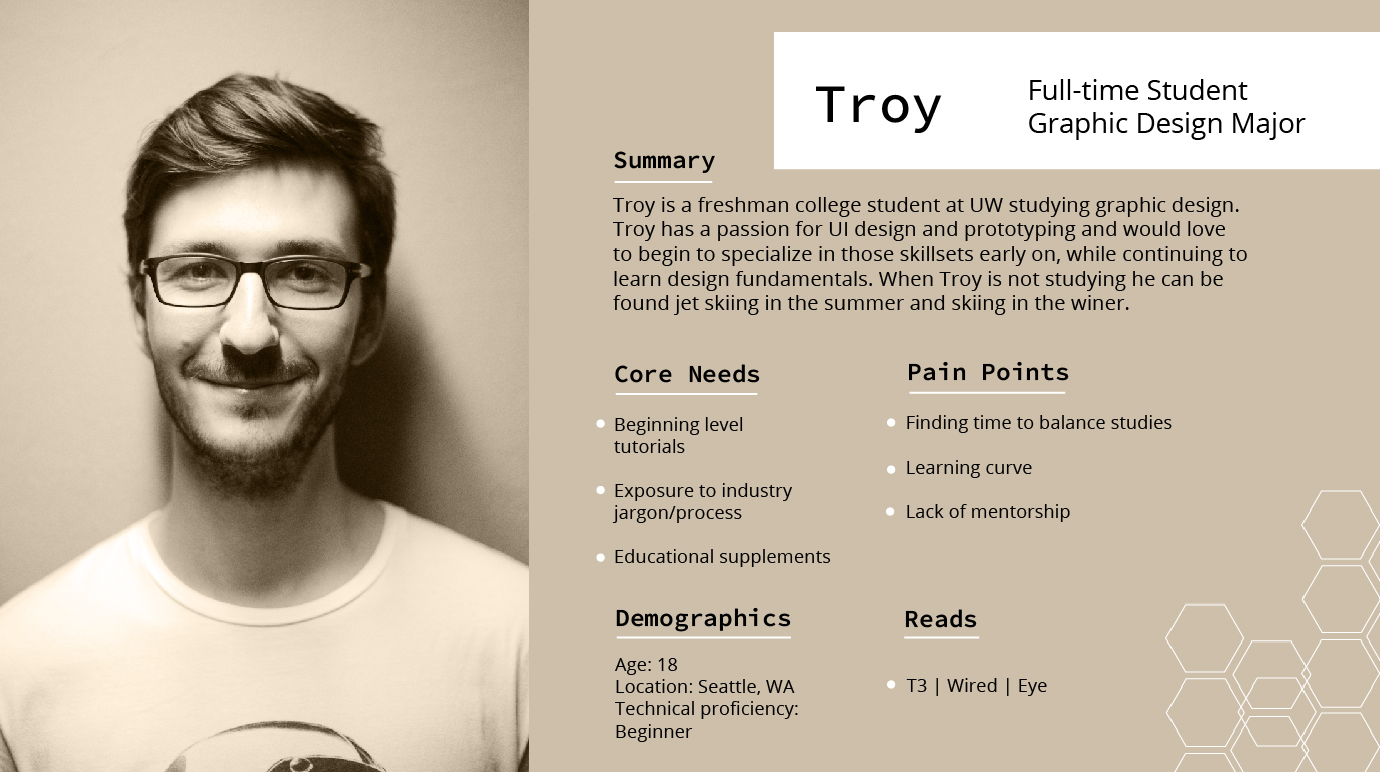 Troy
Full-time Student
Graphic Design Major
Summary
Troy is a freshman college student at UW studying graphic design.
Troy has a passion for UI design and prototyping and would love
to begin to specialize in those skillsets early on, while continuing to
learn design fundamentals. When Troy is not studying he can be
found jet skiing in the summer and skiing in the winer.
Core Needs
Beginning level
tutorials
Exposure to industry
jargon/process
Educational supplements
Pain Points
Finding time to balance studies
Learning curve
Lack of mentorship
Demographics
Age: 18
Location: Seattle, WA
Technical proficiency:
Beginner
Reads
T3 | Wired | Eye